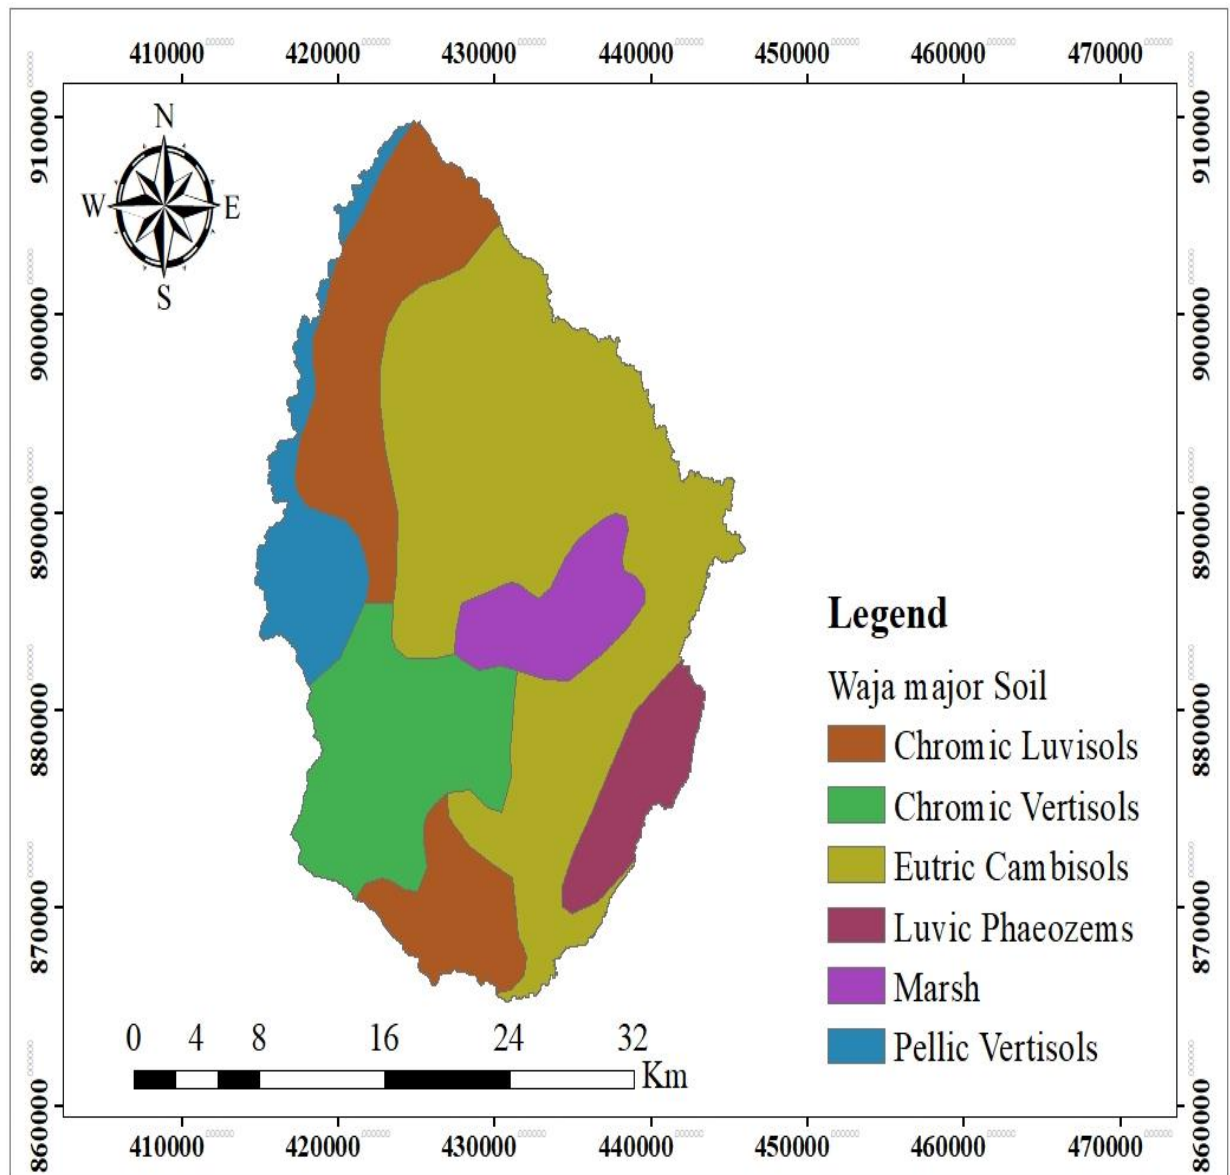 410000 420000 430000 440000 450000 460000 470000
910000
900000
890000
880000
870000
860000
910000
900000
890000
880000
870000
860000
N
W E
S
Legend
Waja major Soil
Chromic Luvisols
Chromic Vertisols
Eutric Cambisols
Luvic Phaeozems
Marsh
Pellic Vertisols
0 4 8 16 24 32
Km
410000 420000 430000 440000 450000 460000 470000